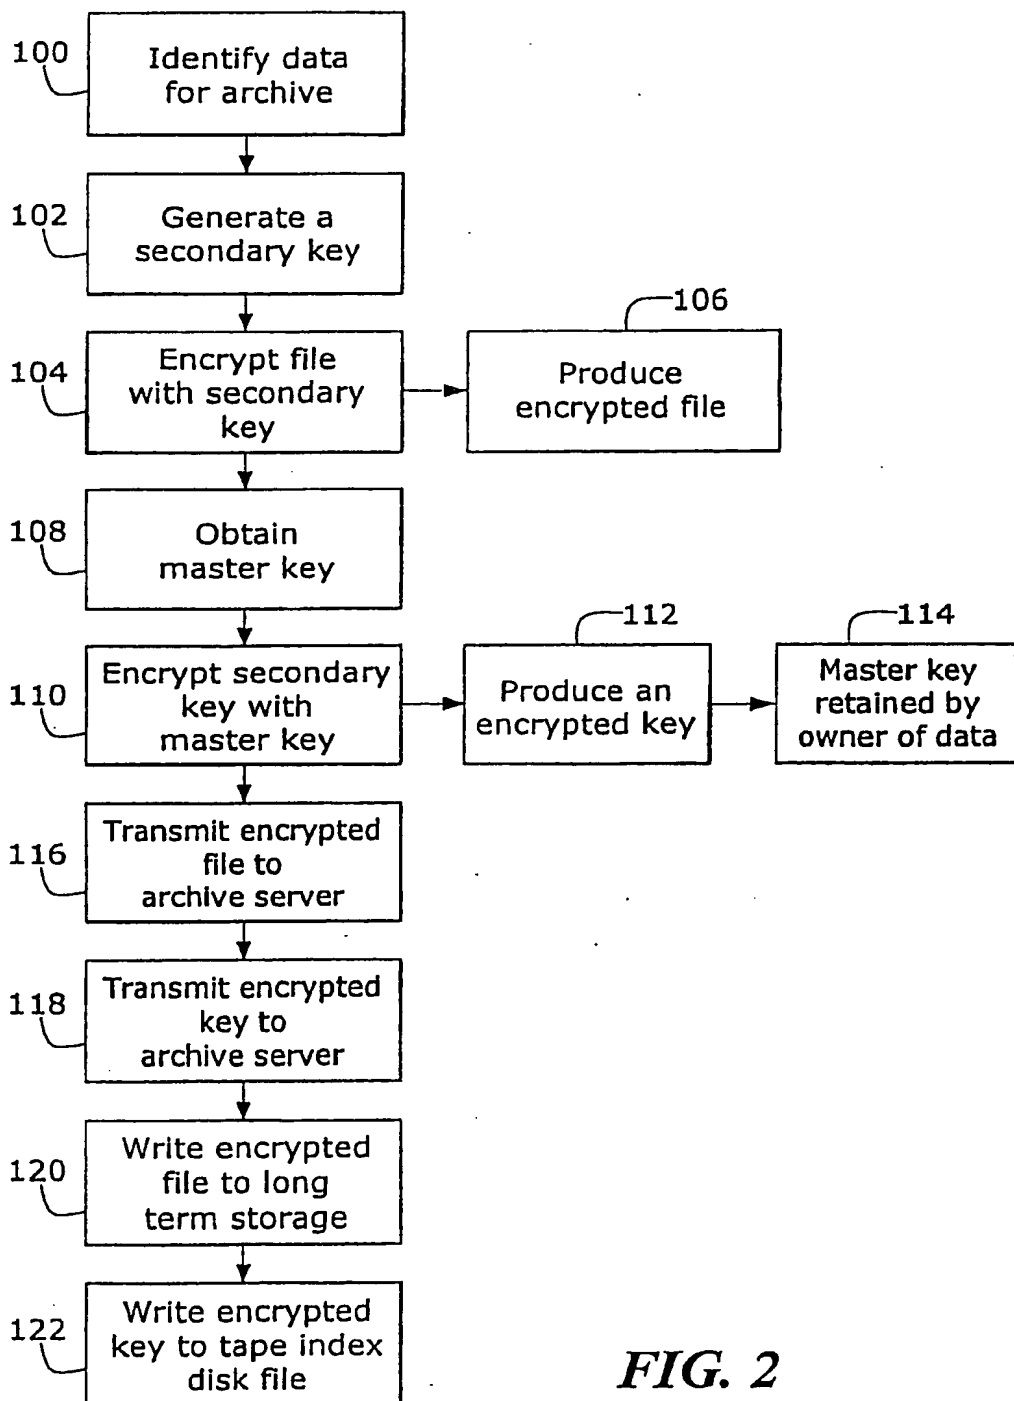 100
Identify data
for archive
102
Generate a
secondary key
104
Encrypt file
with secondary
key
106
Produce
encrypted file
108
Obtain
master key
110
Encrypt secondary
key with
master key
112
Produce an
encrypted key
114
Master key
retained by
owner of data
116
Transmit encrypted
file to
archive server
118
Transmit encrypted
key to
archive server
120
Write encrypted
file to long
term storage
122
Write encrypted
key to tape index
disk file
FIG. 2